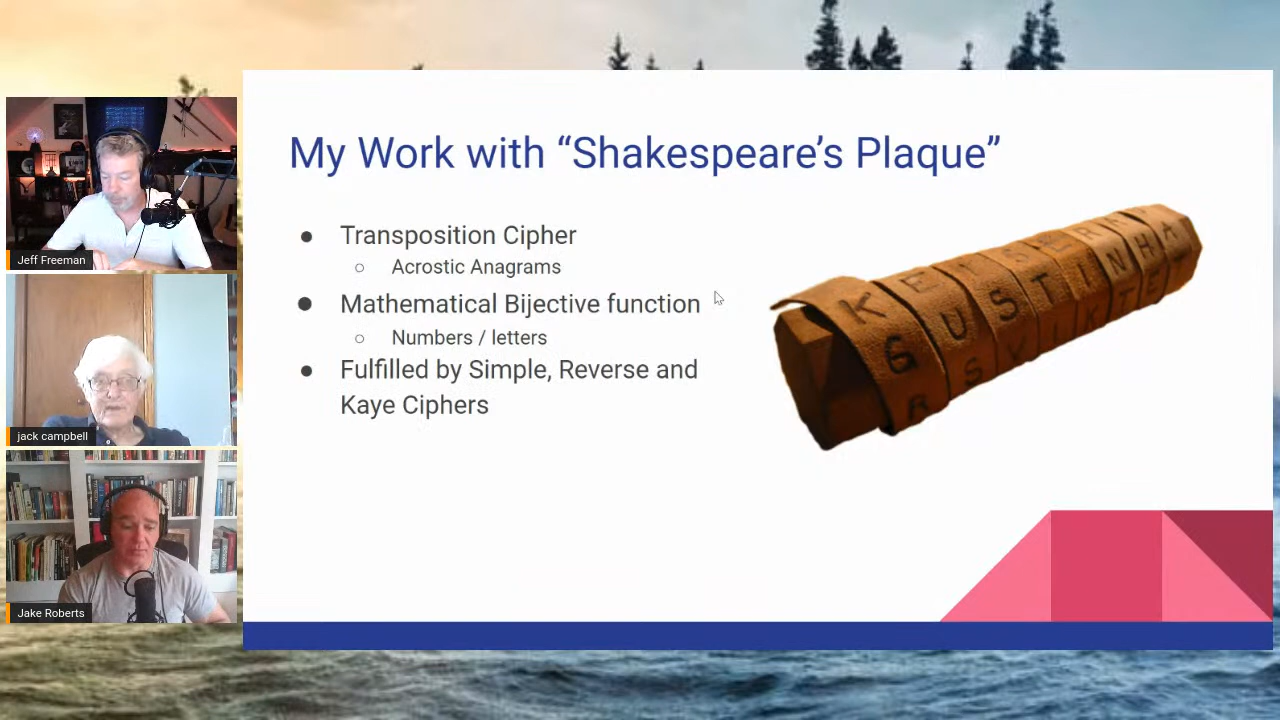 My Work with “Shakespeare’s Plaque”
● Transposition Cipher
○ Acrostic Anagrams
● Mathematical Bijective function
○ Numbers / letters
● Fulfilled by Simple, Reverse and
Kaye Ciphers
Jeff Freeman
jack campbell
Jake Roberts